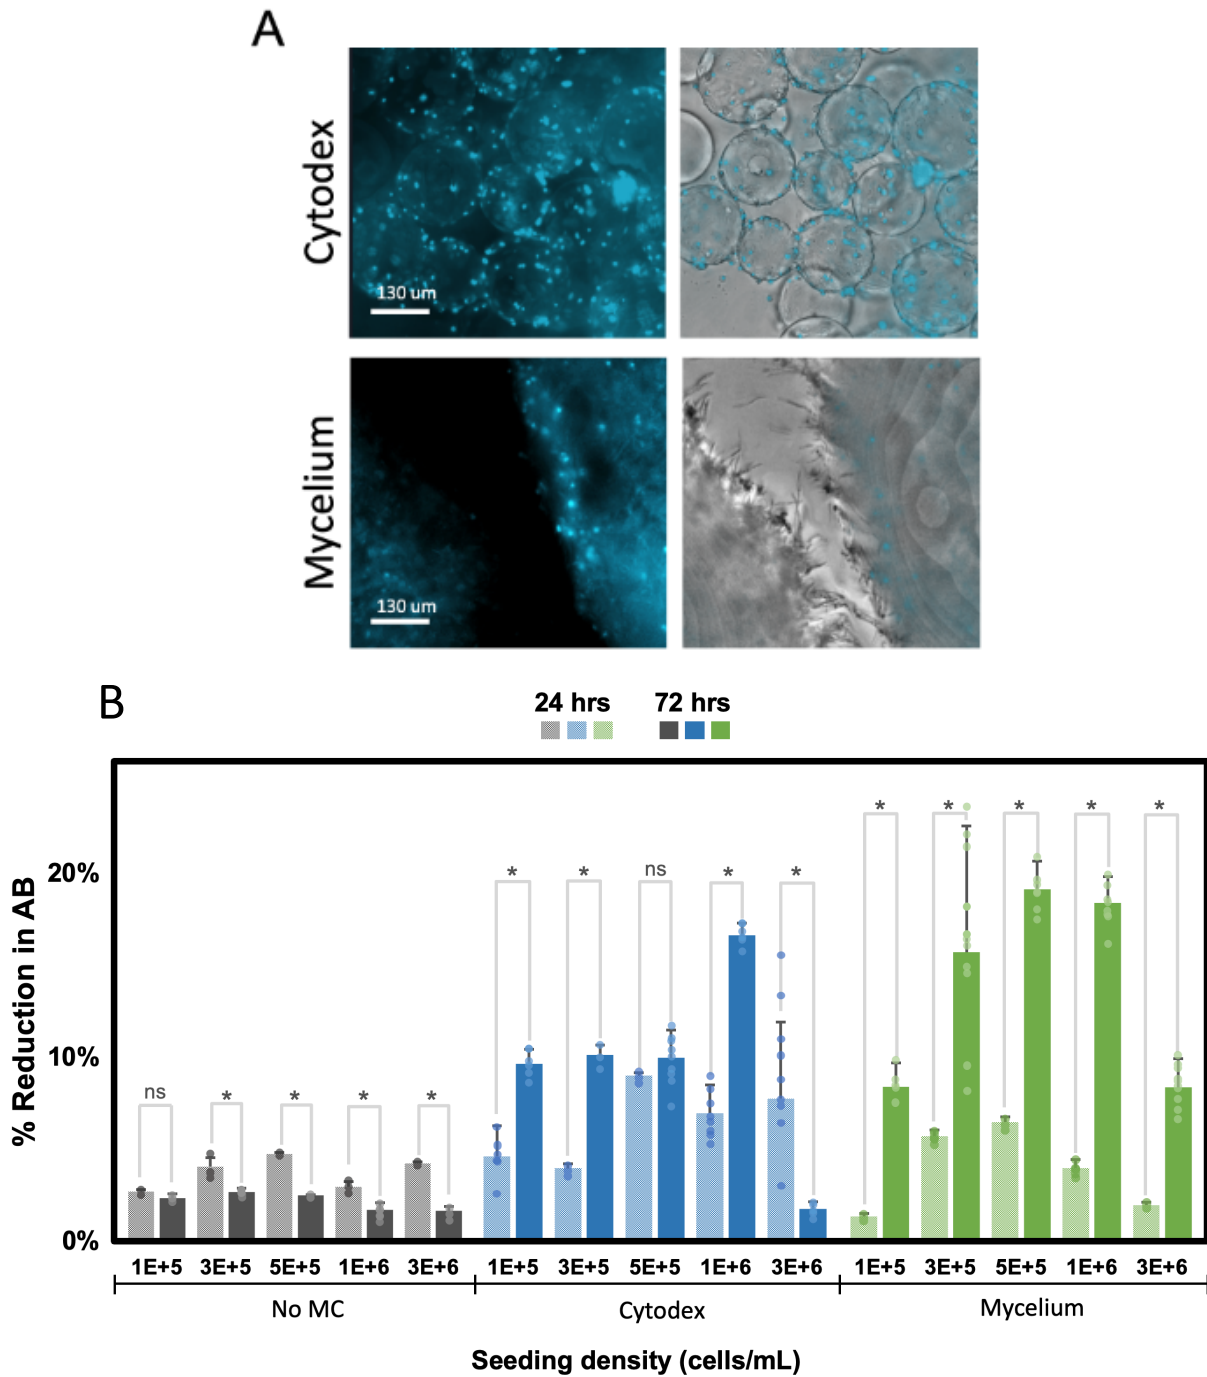 A
Cytodex
130 um
Mycelium
130 um
B
24 hrs 72 hrs
% Reduction in AB
20%
10%
0%
ns * * * *
* * ns * *
* * * * *
1E+5 3E+5 5E+5 1E+6 3E+6 1E+5 3E+5 5E+5 1E+6 3E+6 1E+5 3E+5 5E+5 1E+6 3E+6
No MC Cytodex Mycelium
Seeding density (cells/mL)